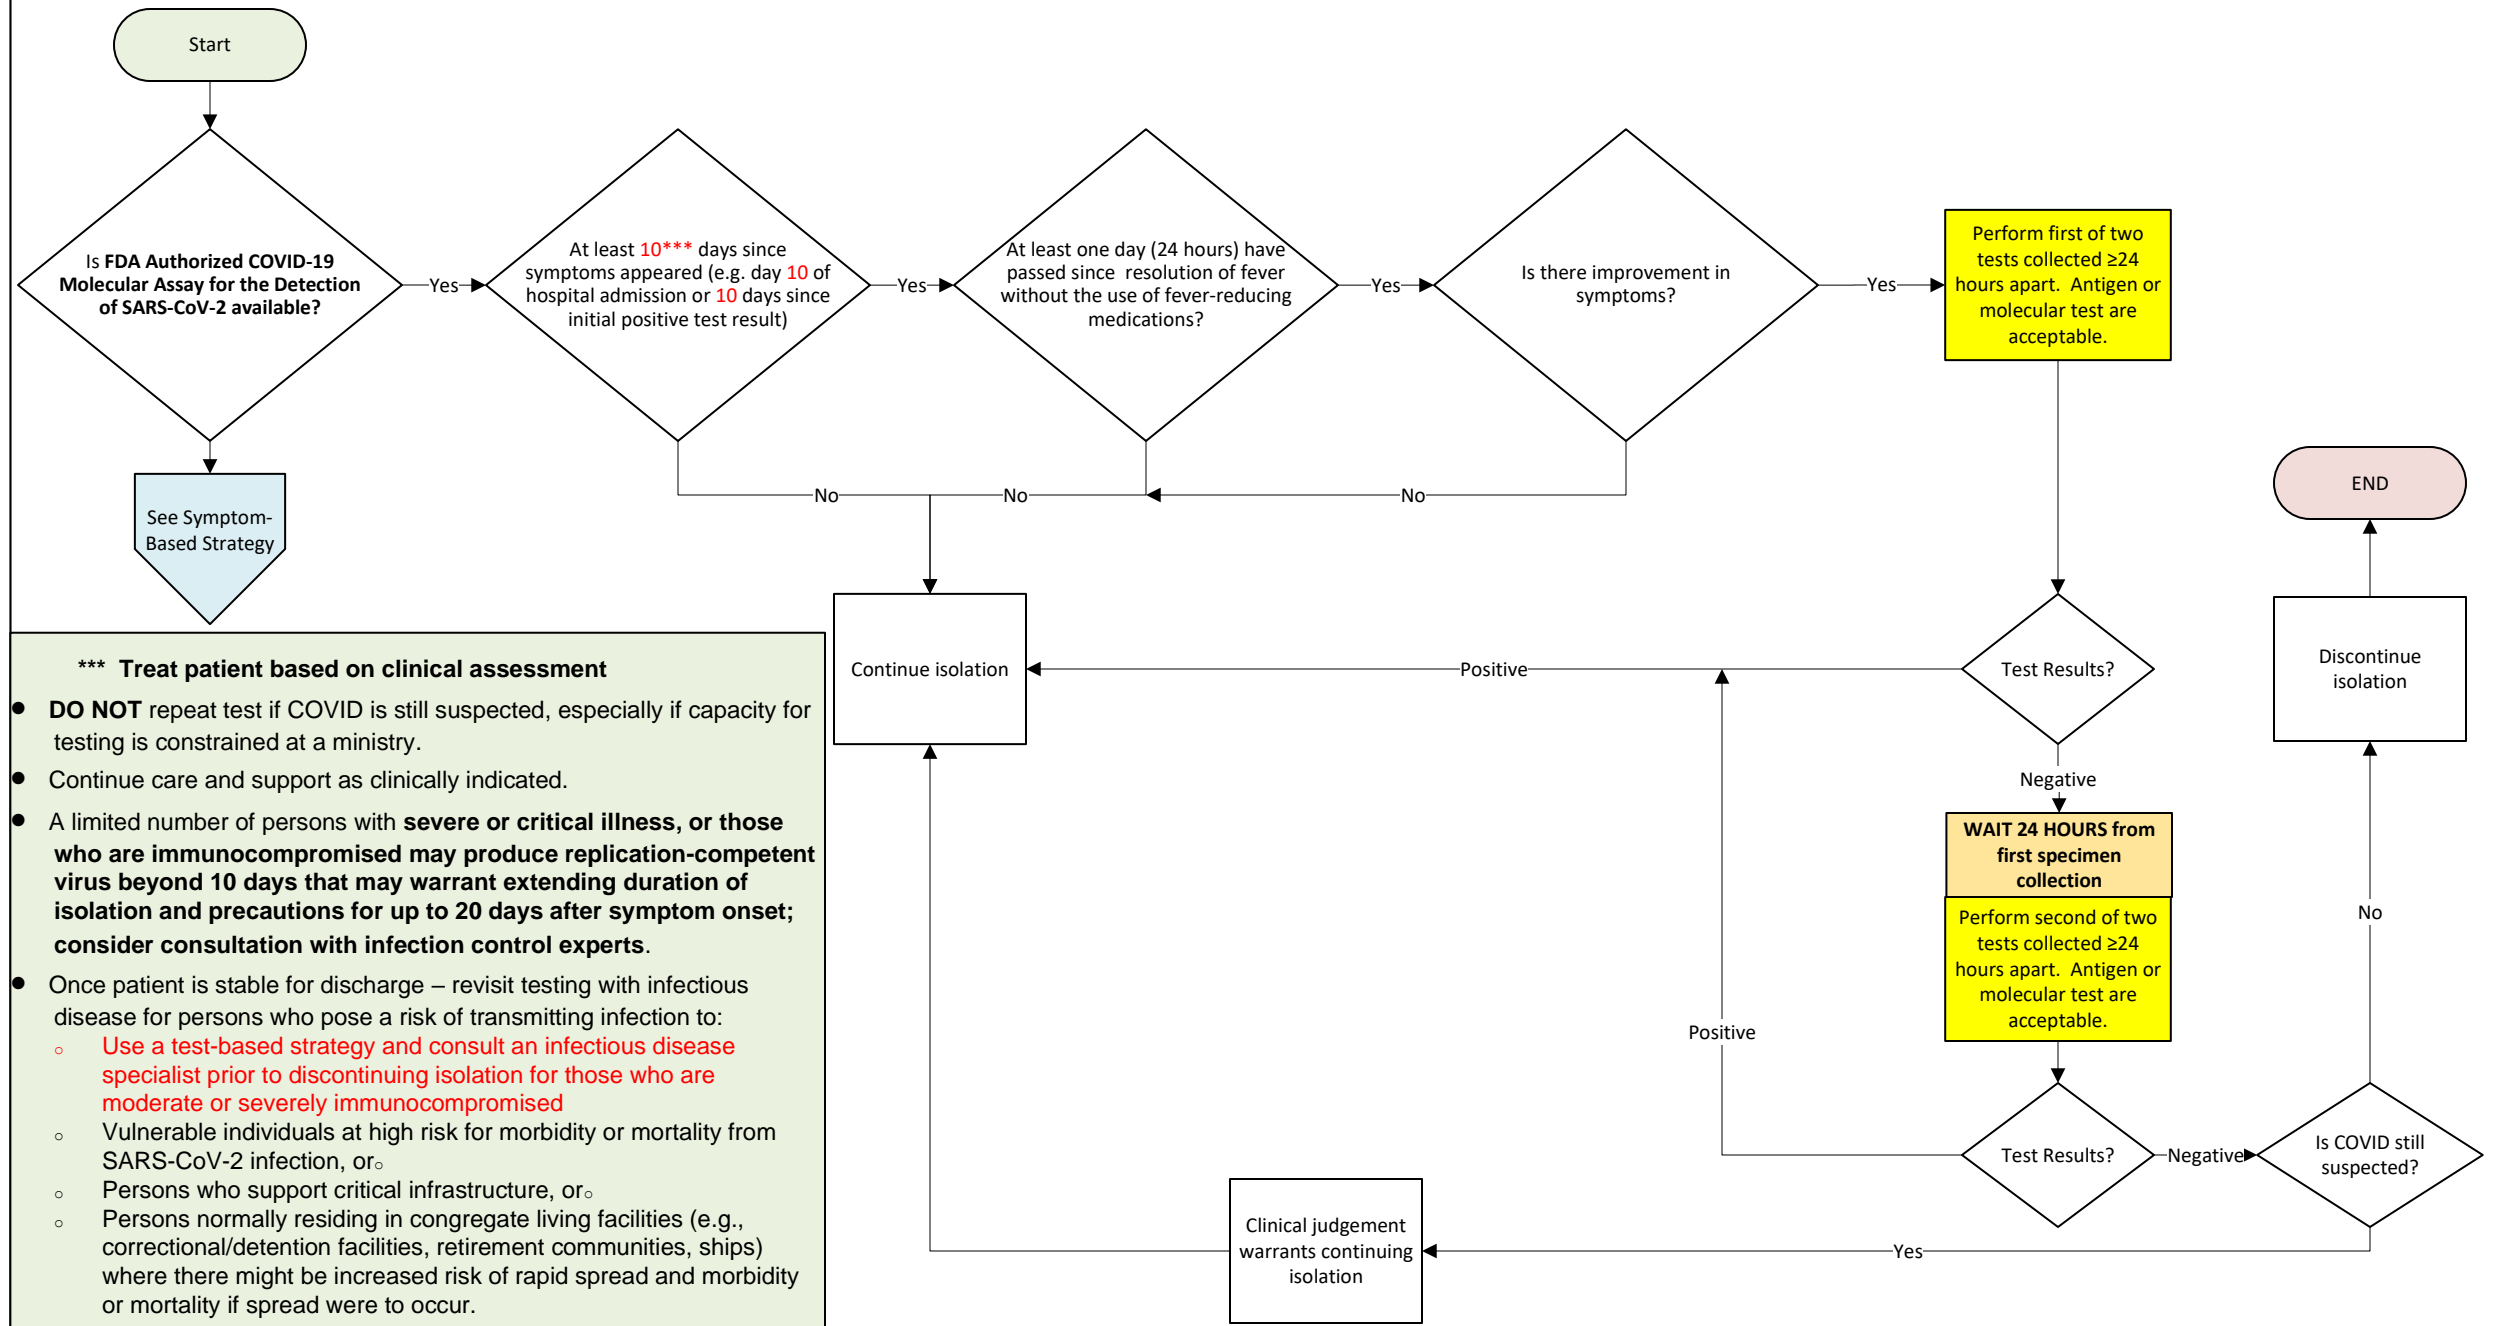 Start
Is FDA Authorized COVID-19
Molecular Assay for the Detection
of SARS-CoV-2 available?
Yes
At least 10*** days since
symptoms appeared (e.g. day 10 of
hospital admission or 10 days since
initial positive test result)
Yes
At least one day (24 hours) have
passed since  resolution of fever
without the use of fever-reducing
medications?
Yes
Is there improvement in
symptoms?
Yes
Perform first of two
tests collected ≥24
hours apart.  Antigen or
molecular test are
acceptable.
See Symptom-
Based Strategy
No
No
No
END
Continue isolation
Positive
Test Results?
Discontinue
isolation
Negative
WAIT 24 HOURS from
first specimen
collection
Perform second of two
tests collected ≥24
hours apart.  Antigen or
molecular test are
acceptable.
No
Positive
Test Results?
Negative
Is COVID still
suspected?
Yes
Clinical judgement
warrants continuing
isolation
***  Treat patient based on clinical assessment
● DO NOT repeat test if COVID is still suspected, especially if capacity for
testing is constrained at a ministry.
● Continue care and support as clinically indicated.
● A limited number of persons with severe or critical illness, or those
who are immunocompromised may produce replication-competent
virus beyond 10 days that may warrant extending duration of
isolation and precautions for up to 20 days after symptom onset;
consider consultation with infection control experts.
● Once patient is stable for discharge – revisit testing with infectious
disease for persons who pose a risk of transmitting infection to:
○ Use a test-based strategy and consult an infectious disease
specialist prior to discontinuing isolation for those who are
moderate or severely immunocompromised
○ Vulnerable individuals at high risk for morbidity or mortality from
SARS-CoV-2 infection, or○
○ Persons who support critical infrastructure, or○
○ Persons normally residing in congregate living facilities (e.g.,
correctional/detention facilities, retirement communities, ships)
where there might be increased risk of rapid spread and morbidity
or mortality if spread were to occur.